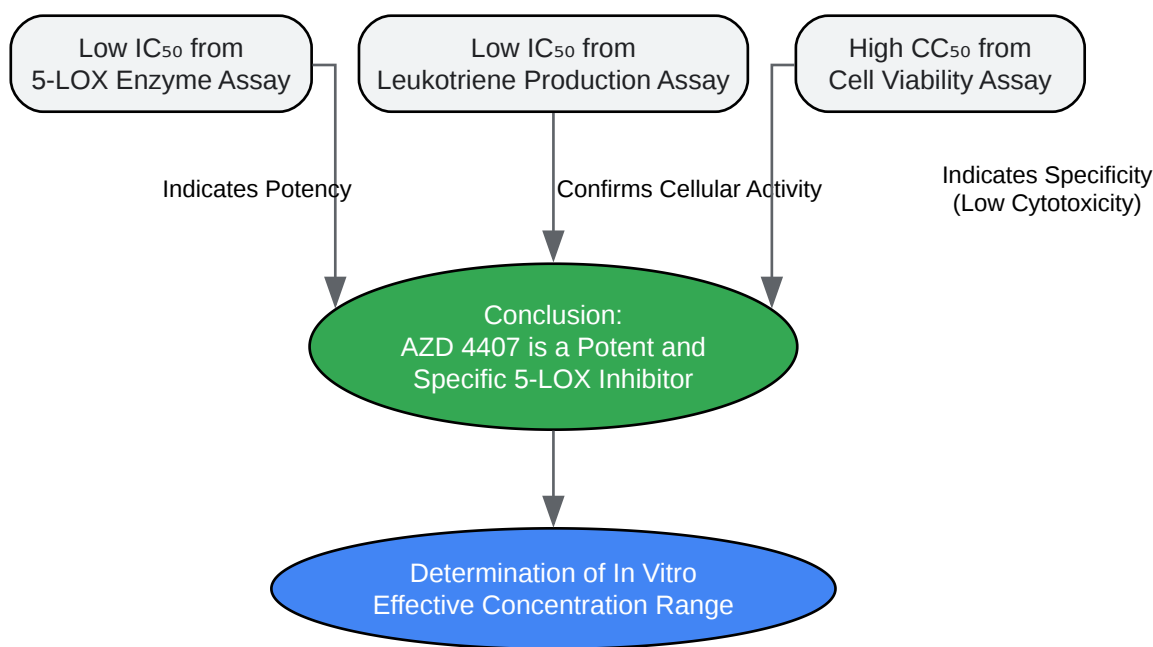 Low IC₅₀ from
5-LOX Enzyme Assay
Low IC₅₀ from
Leukotriene Production Assay
High CC₅₀ from
Cell Viability Assay
Indicates Potency
Confirms Cellular Activity
Indicates Specificity
(Low Cytotoxicity)
Conclusion:
AZD 4407 is a Potent and
Specific 5-LOX Inhibitor
Determination of In Vitro
Effective Concentration Range